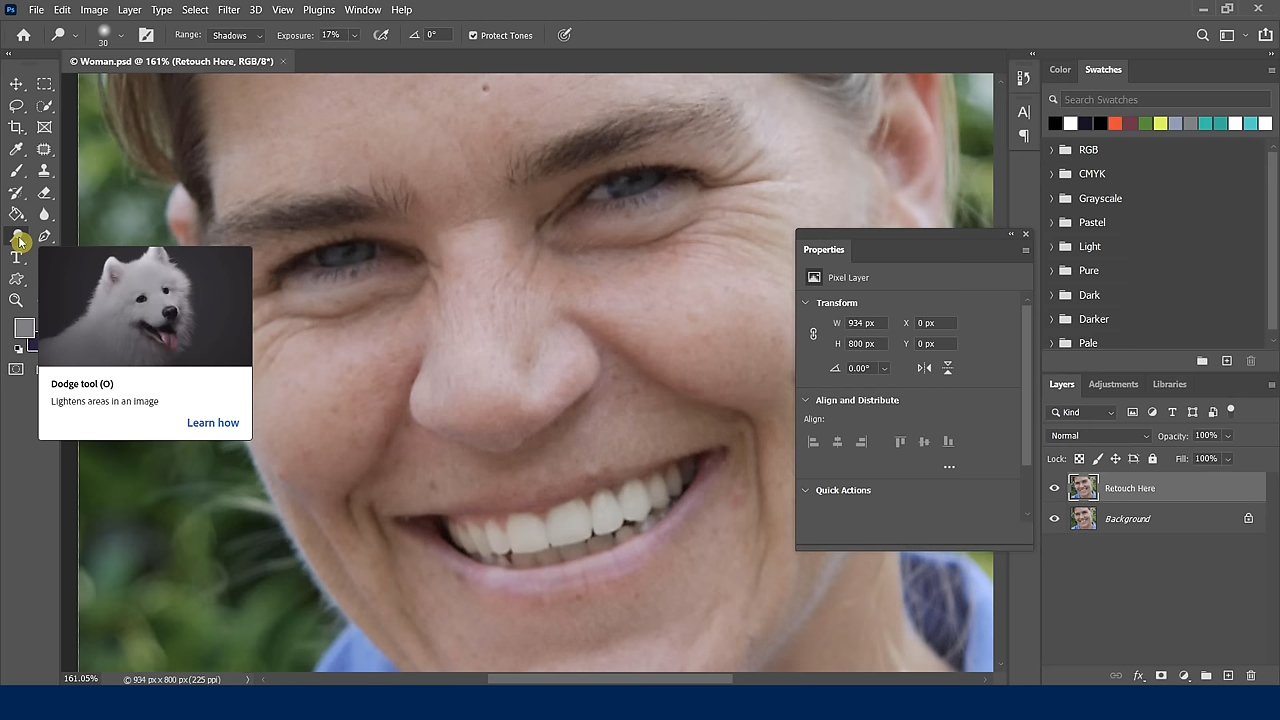 Ps File Edit Image Layer Type Select Filter 3D View Plugins Window Help
30 Range: Shadows Exposure: 17% 0° Protect Tones
© Woman.psd @ 161% (Retouch Here, RGB/8*) ×
Color Swatches
Search Swatches
RGB
CMYK
Grayscale
Pastel
Light
Pure
Dark
Darker
Pale
Properties
Pixel Layer
Transform
W 934 px X 0 px
H 800 px Y 0 px
0.00°
Align and Distribute
Align:
Quick Actions
Dodge tool (O)
Lightens areas in an image
Learn how
Layers Adjustments Libraries
Kind
Normal Opacity: 100%
Lock: Fill: 100%
Retouch Here
Background
161.05% © 934 px x 800 px (225 ppi)